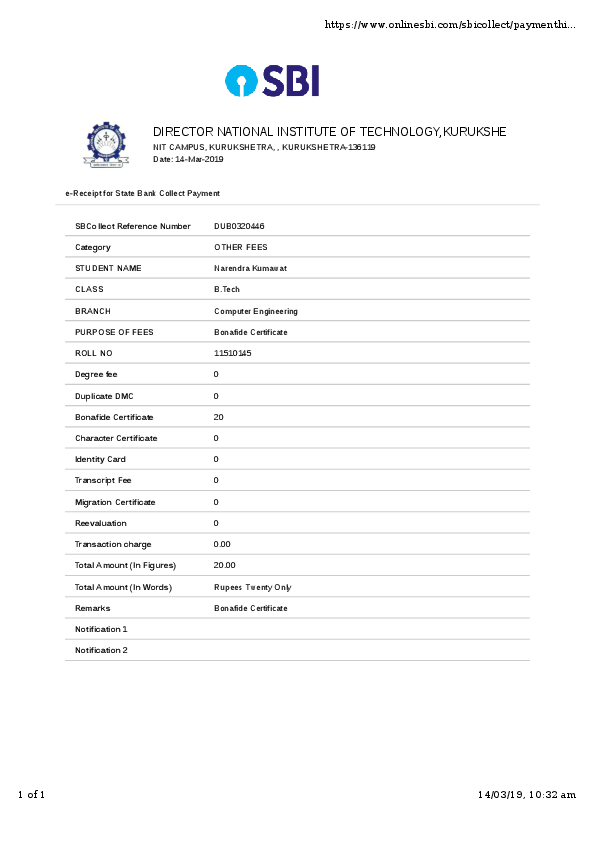 https://www.onlinesbi.com/sbicollect/paymenthi...
SBI
DIRECTOR NATIONAL INSTITUTE OF TECHNOLOGY,KURUKSHE
NIT CAMPUS, KURUKSHETRA, , KURUKSHETRA-136119
Date: 14-Mar-2019
e-Receipt for State Bank Collect Payment
SBCollect Reference Number DUB0320446
Category OTHER FEES
STUDENT NAME Narendra Kumawat
CLASS B.Tech
BRANCH Computer Engineering
PURPOSE OF FEES Bonafide Certificate
ROLL NO 11510145
Degree fee 0
Duplicate DMC 0
Bonafide Certificate 20
Character Certificate 0
Identity Card 0
Transcript Fee 0
Migration Certificate 0
Reevaluation 0
Transaction charge 0.00
Total Amount (In Figures) 20.00
Total Amount (In Words) Rupees Twenty Only
Remarks Bonafide Certificate
Notification 1
Notification 2
1 of 1 14/03/19, 10:32 am